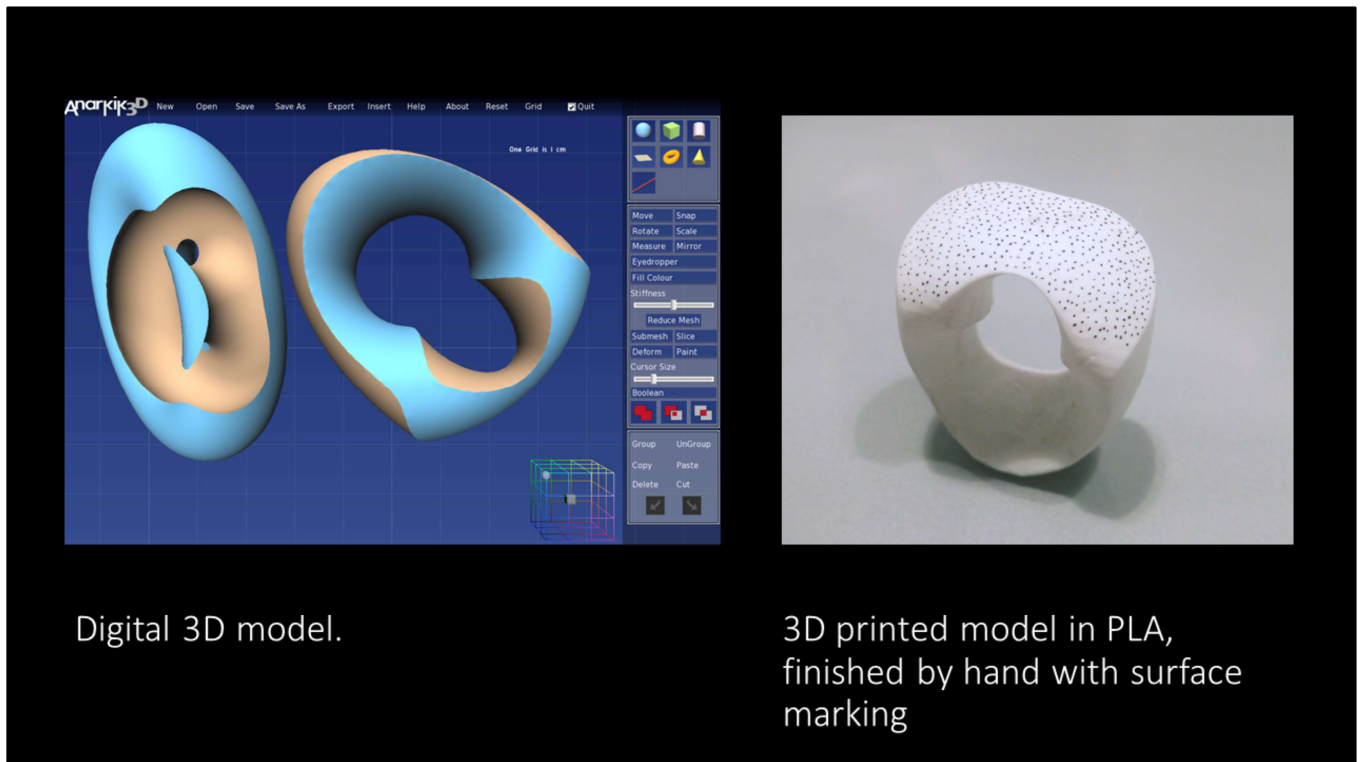 Anarkik3D New Open Save Save As Export Insert Help About Reset Grid Quit
One Grid is 1 cm
Move Snap
Rotate Scale
Measure Mirror
Eyedropper
Fill Colour
Stiffness
Reduce Mesh
Submesh Slice
Deform Paint
Cursor Size
Boolean
Group UnGroup
Copy Paste
Delete Cut
Digital 3D model.
3D printed model in PLA,
finished by hand with surface
marking